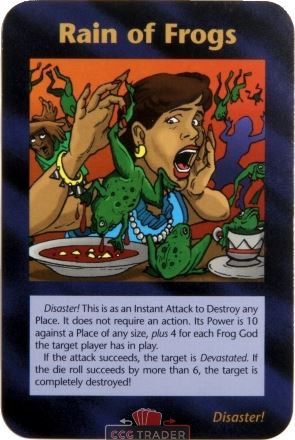 Rain of Frogs
Disaster! This is as an Instant Attack to Destroy any
Place. It does not require an action. Its Power is 10
against a Place of any size, plus 4 for each Frog God
the target player has in play.
If the attack succeeds, the target is Devastated. If
the die roll succeeds by more than 6, the target is
completely destroyed!
Disaster!
CCG TRADER